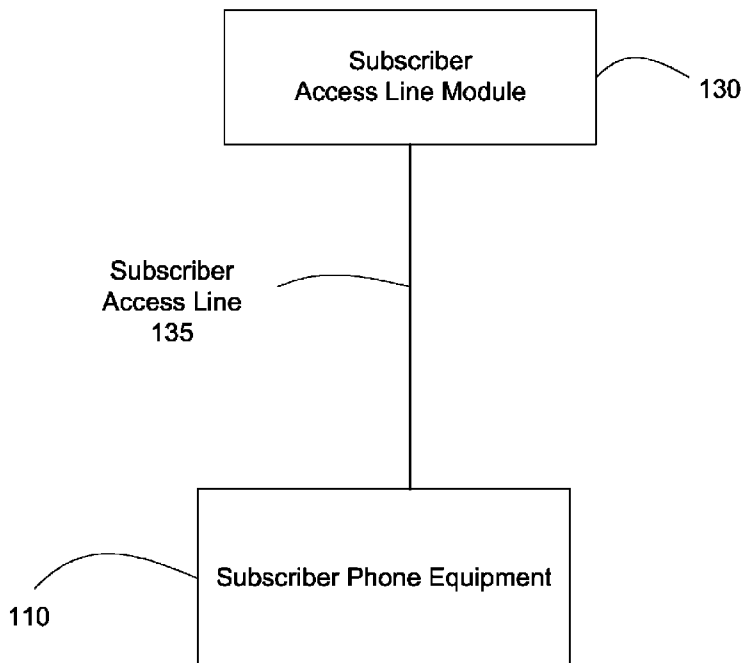 Subscriber
Access Line Module
130
Subscriber
Access Line
135
Subscriber Phone Equipment
110